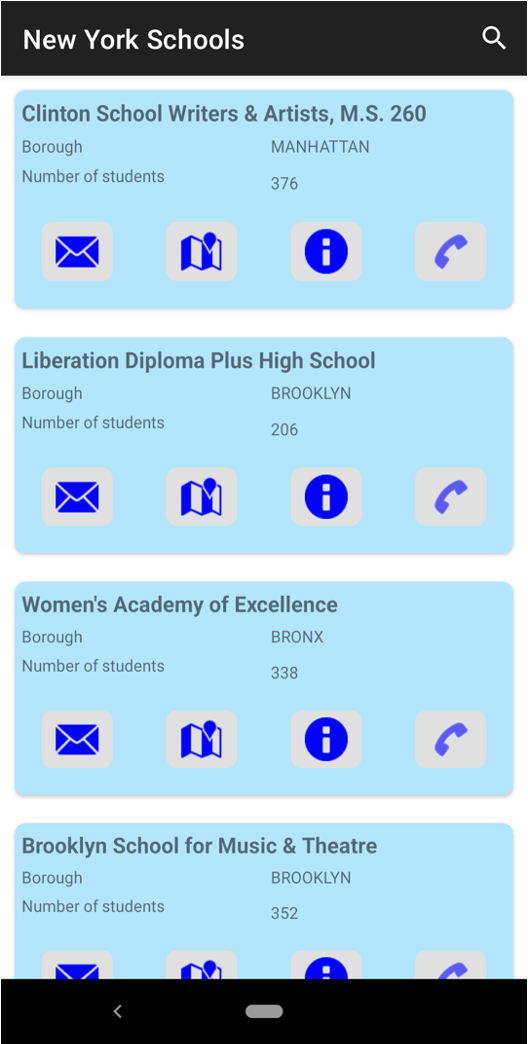 New York Schools
Clinton School Writers & Artists, M.S. 260
Borough MANHATTAN
Number of students 376
Liberation Diploma Plus High School
Borough BROOKLYN
Number of students 206
Women's Academy of Excellence
Borough BRONX
Number of students 338
Brooklyn School for Music & Theatre
Borough BROOKLYN
Number of students 352